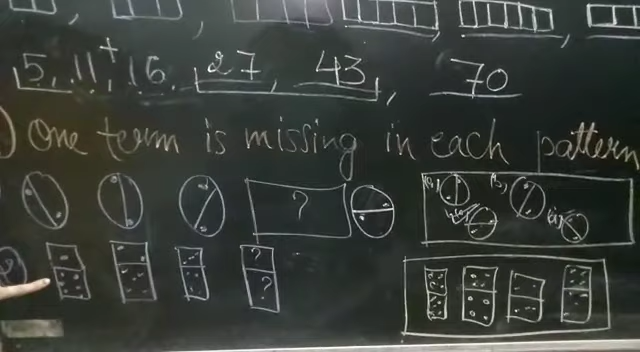 5, 11, + 16, 27, 43, 70
) One term is missing in each pattern
?
?
?